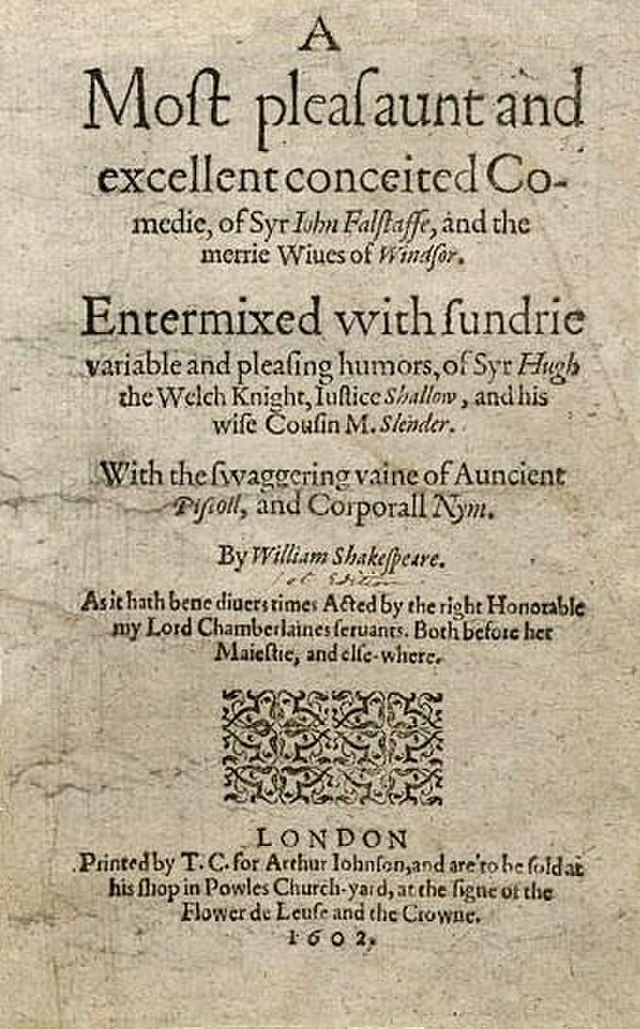 A
Moſt pleaſaunt and
excellent conceited Co-
medie, of Syr Iohn Falſtaffe, and the
merrie Wiues of Windſor.
Entermixed with ſundrie
variable and pleaſing humors, of Syr Hugh
the Welch Knight, Iuſtice Shallow, and his
wiſe Couſin M. Slender.
With the ſwaggering vaine of Auncient
Piſtoll, and Corporall Nym.
By William Shakeſpeare.
1st Edition
As it hath bene diuers times Acted by the right Honorable
my Lord Chamberlaines ſeruants. Both before her
Maieſtie, and elſe-where.
LONDON
Printed by T. C. for Arthur Iohnſon, and are to be ſold at
his ſhop in Powles Church-yard, at the ſigne of the
Flower de Leuſe and the Crowne.
1602.